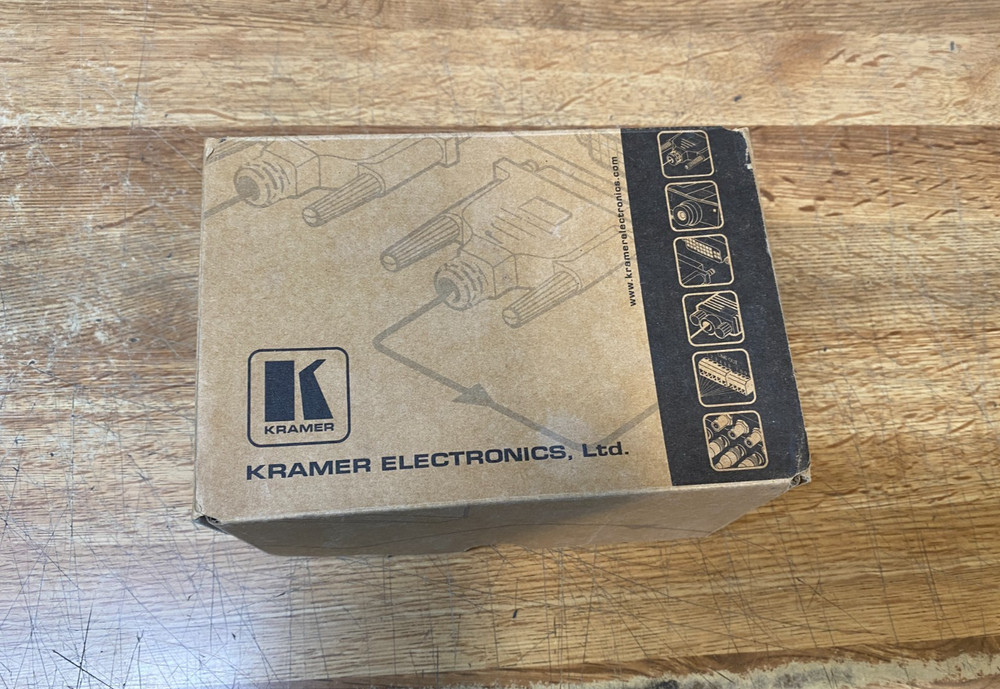 www.kramerelectronics.com
KRAMER
KRAMER ELECTRONICS, Ltd.